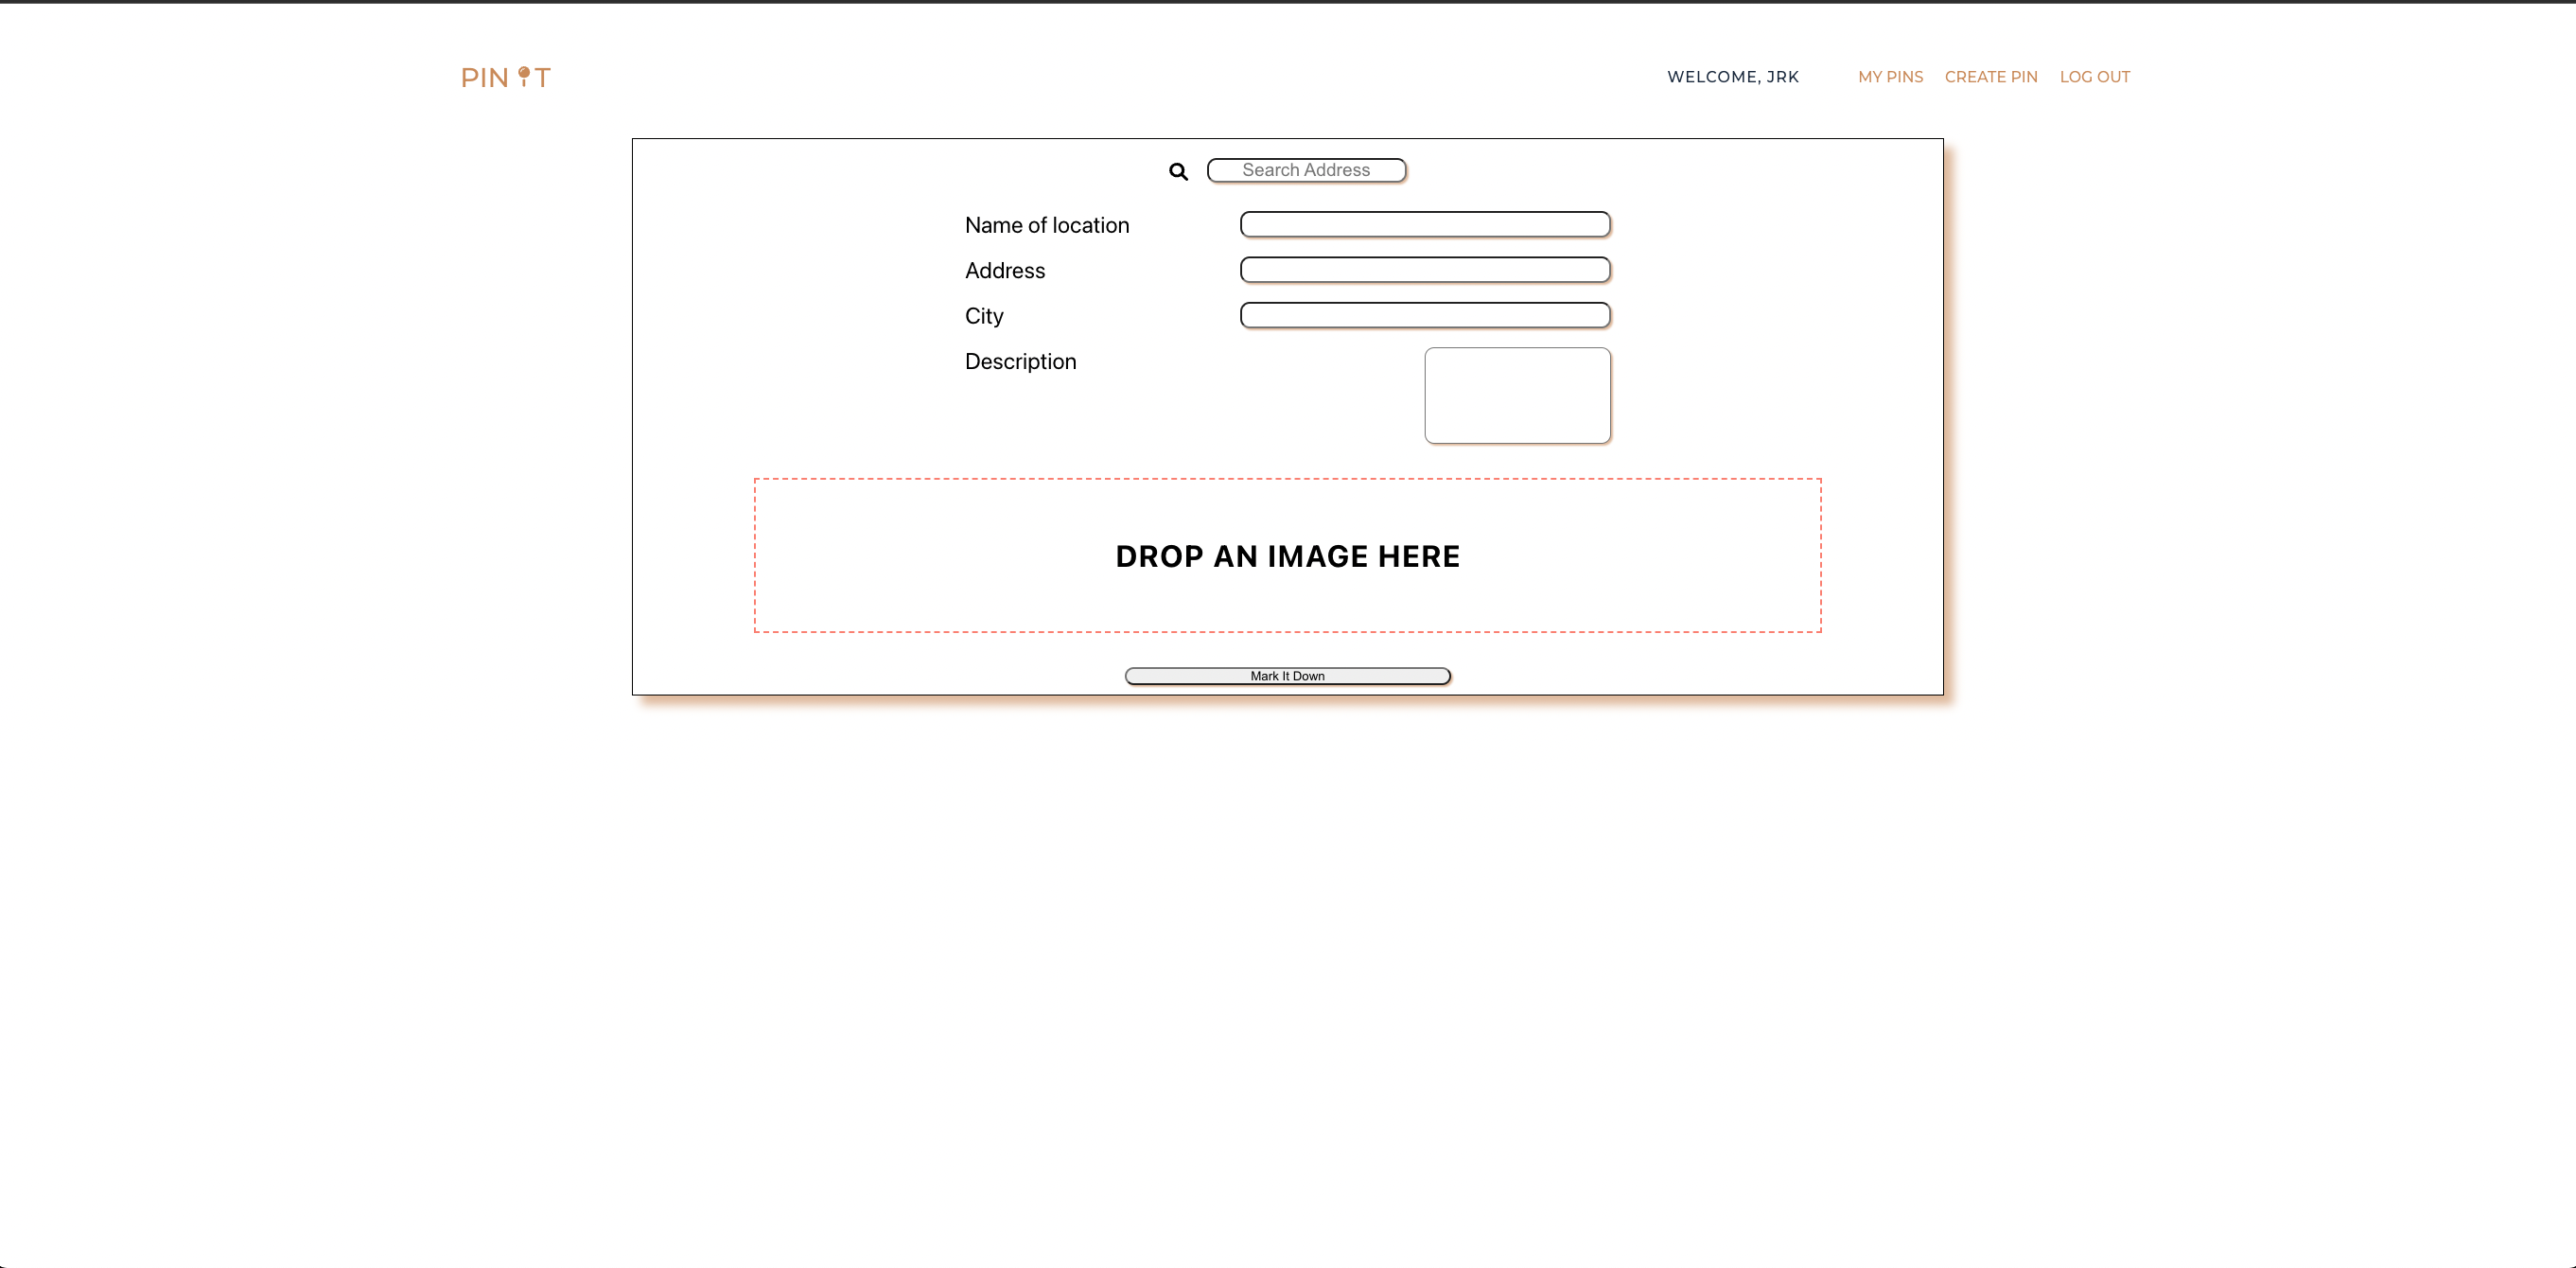 PIN T
WELCOME, JRK
MY PINS
CREATE PIN
LOG OUT
Search Address
Name of location
Address
City
Description
DROP AN IMAGE HERE
Mark It Down